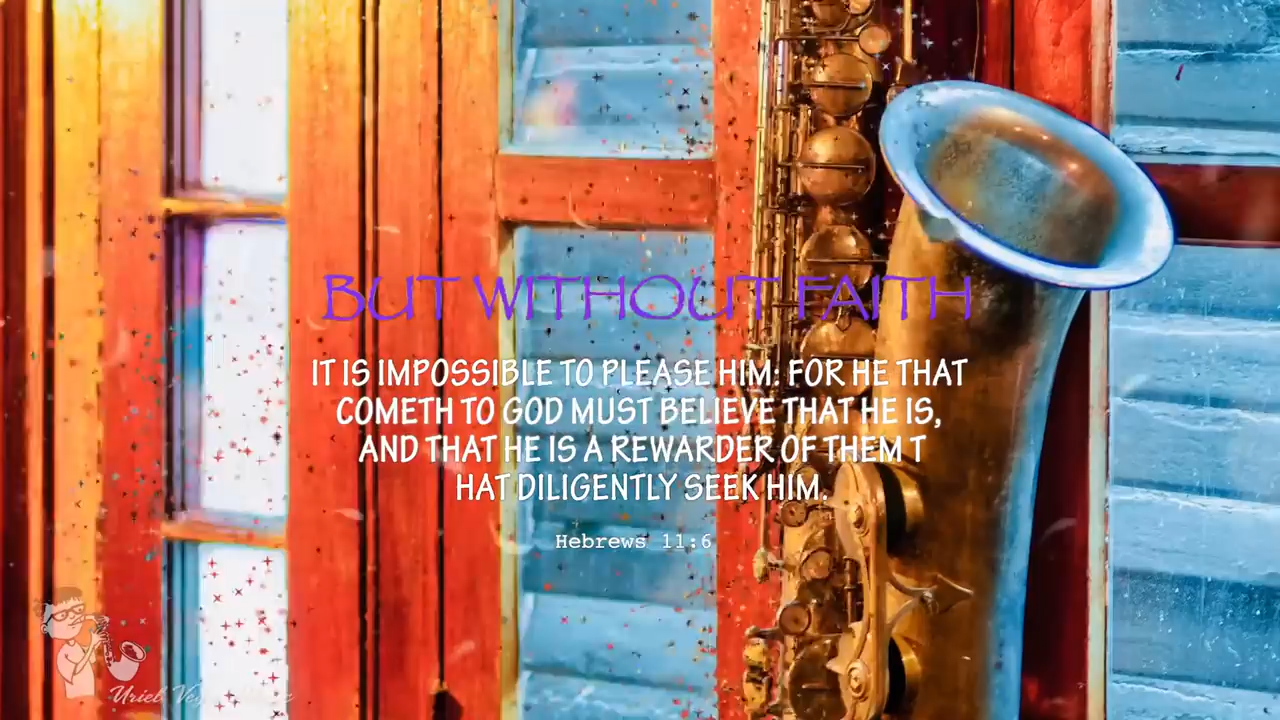 BUT WITHOUT FAITH
IT IS IMPOSSIBLE TO PLEASE HIM: FOR HE THAT
COMETH TO GOD MUST BELIEVE THAT HE IS,
AND THAT HE IS A REWARDER OF THEM T
HAT DILIGENTLY SEEK HIM.
Hebrews 11:6
Uriel